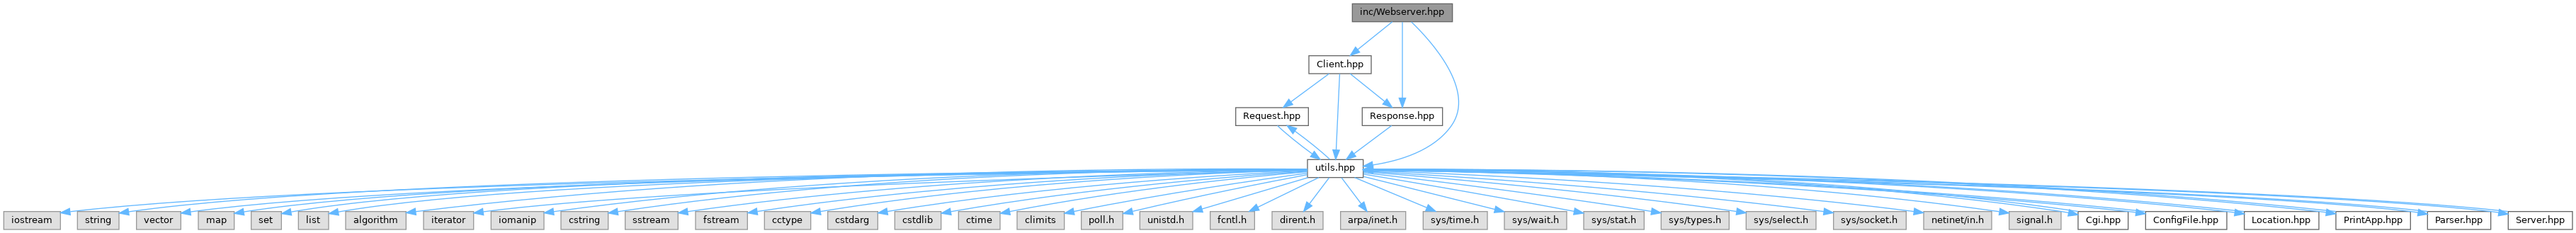 inc/Webserver.hpp
Client.hpp
Request.hpp
Response.hpp
utils.hpp
iostream
string
vector
map
set
list
algorithm
iterator
iomanip
cstring
sstream
fstream
cctype
cstdarg
cstdlib
ctime
climits
poll.h
unistd.h
fcntl.h
dirent.h
arpa/inet.h
sys/time.h
sys/wait.h
sys/stat.h
sys/types.h
sys/select.h
sys/socket.h
netinet/in.h
signal.h
Cgi.hpp
ConfigFile.hpp
Location.hpp
PrintApp.hpp
Parser.hpp
Server.hpp